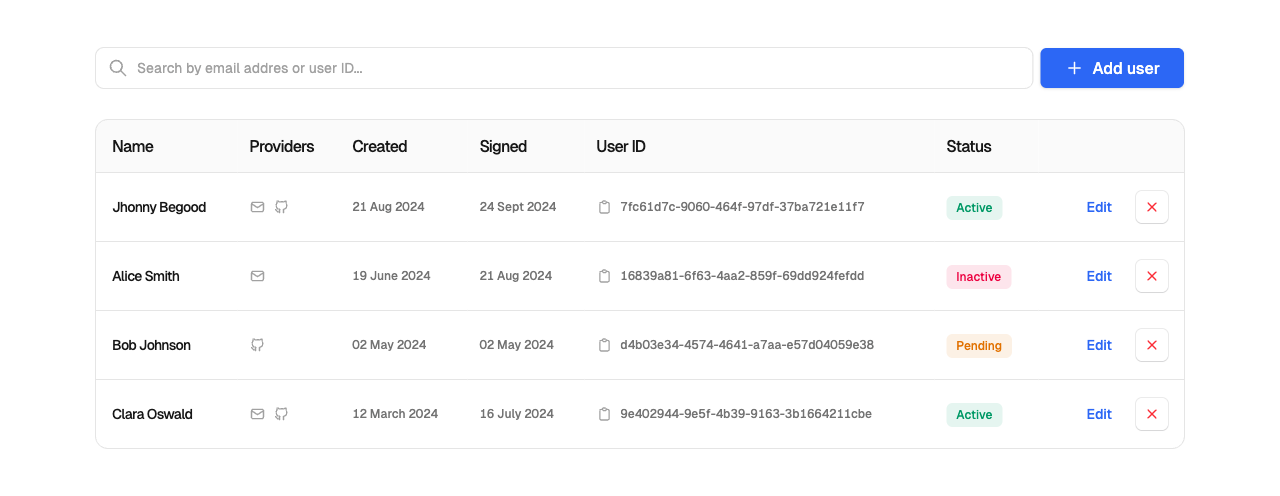 Search by email addres or user ID...
Add user
Name Providers Created Signed User ID Status
Jhonny Begood 21 Aug 2024 24 Sept 2024 7fc61d7c-9060-464f-97df-37ba721e11f7 Active Edit
Alice Smith 19 June 2024 21 Aug 2024 16839a81-6f63-4aa2-859f-69dd924fefdd Inactive Edit
Bob Johnson 02 May 2024 02 May 2024 d4b03e34-4574-4641-a7aa-e57d04059e38 Pending Edit
Clara Oswald 12 March 2024 16 July 2024 9e402944-9e5f-4b39-9163-3b1664211cbe Active Edit